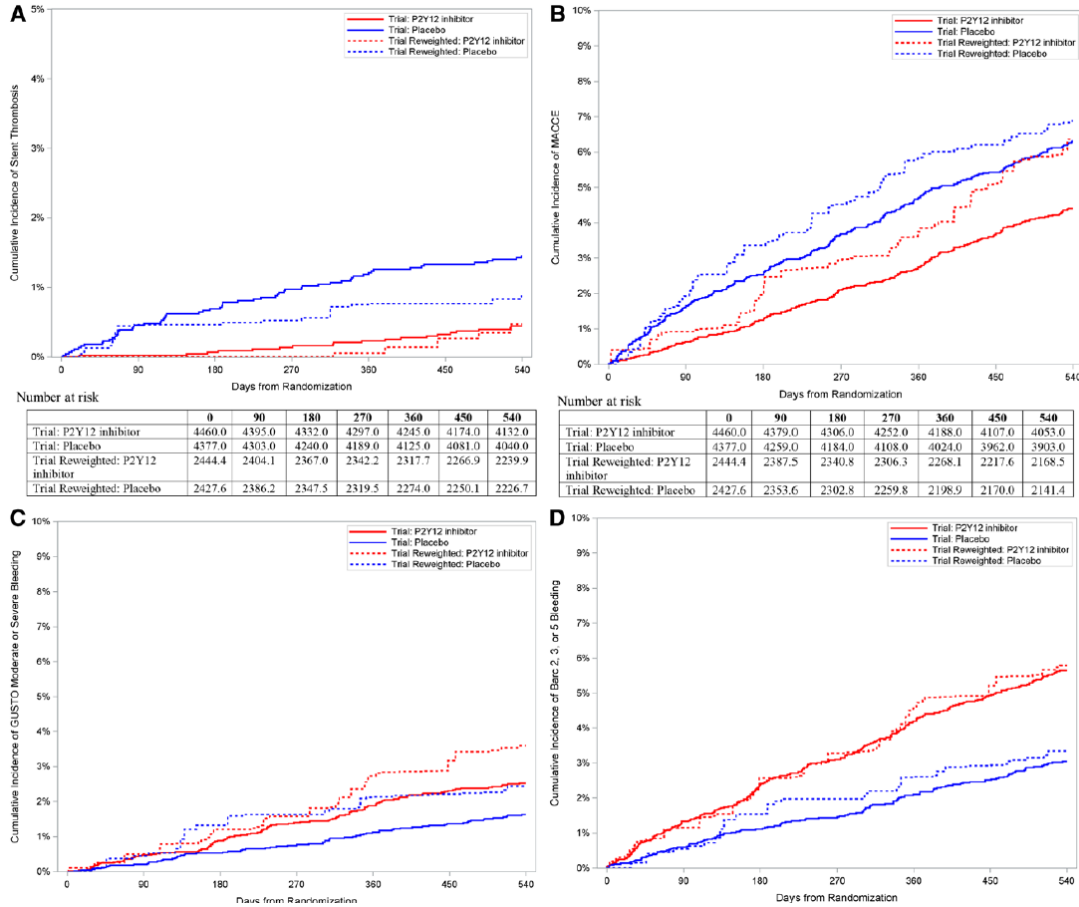 A
5%
4%
3%
2%
1%
0%
Cumulative Incidence of Stent Thrombosis
Trial: P2Y12 inhibitor
Trial: Placebo
Trial Reweighted: P2Y12 inhibitor
Trial Reweighted: Placebo
0 90 180 270 360 450 540
Days from Randomization
Number at risk
0 90 180 270 360 450 540
Trial: P2Y12 inhibitor 4460.0 4395.0 4332.0 4297.0 4245.0 4174.0 4132.0
Trial: Placebo 4377.0 4303.0 4240.0 4189.0 4125.0 4081.0 4040.0
Trial Reweighted: P2Y12 2444.4 2404.1 2367.0 2342.2 2317.7 2266.9 2239.9
inhibitor
Trial Reweighted: Placebo 2427.6 2386.2 2347.5 2319.5 2274.0 2250.1 2226.7
B
10%
9%
8%
7%
6%
5%
4%
3%
2%
1%
0%
Cumulative Incidence of MACCE
Trial: P2Y12 inhibitor
Trial: Placebo
Trial Reweighted: P2Y12 inhibitor
Trial Reweighted: Placebo
0 90 180 270 360 450 540
Days from Randomization
Number at risk
0 90 180 270 360 450 540
Trial: P2Y12 inhibitor 4460.0 4379.0 4306.0 4252.0 4188.0 4107.0 4053.0
Trial: Placebo 4377.0 4259.0 4184.0 4108.0 4024.0 3962.0 3903.0
Trial Reweighted: P2Y12 2444.4 2387.5 2340.8 2306.3 2268.1 2217.6 2168.5
inhibitor
Trial Reweighted: Placebo 2427.6 2353.6 2302.8 2259.8 2198.9 2170.0 2141.4
C
10%
9%
8%
7%
6%
5%
4%
3%
2%
1%
0%
Cumulative Incidence of GUSTO Moderate or Severe Bleeding
Trial: P2Y12 inhibitor
Trial: Placebo
Trial Reweighted: P2Y12 inhibitor
Trial Reweighted: Placebo
0 90 180 270 360 450 540
Days from Randomization
D
10%
9%
8%
7%
6%
5%
4%
3%
2%
1%
0%
Cumulative Incidence of Barc 2, 3, or 5 Bleeding
Trial: P2Y12 inhibitor
Trial: Placebo
Trial Reweighted: P2Y12 inhibitor
Trial Reweighted: Placebo
0 90 180 270 360 450 540
Days from Randomization